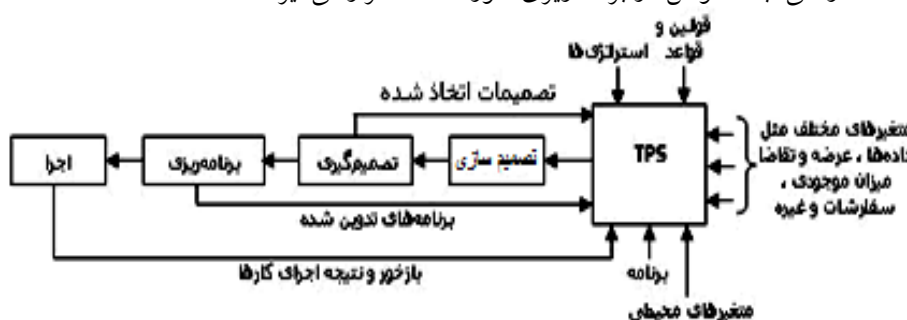 قوانین و
قواعد
استراتژی‌ها
تصمیمات اتخاذ شده
متغیرهای مختلف مثل
داده‌ها ، عرضه و تقاضا
میزان موجودی ،
سفارشات و غیره
TPS
تصمیم سازی
تصمیم‌گیری
برنامه‌ریزی
اجرا
برنامه‌های تدوین شده
بازخور و نتیجه اجرای کارها
برنامه
متغیرهای محیطی